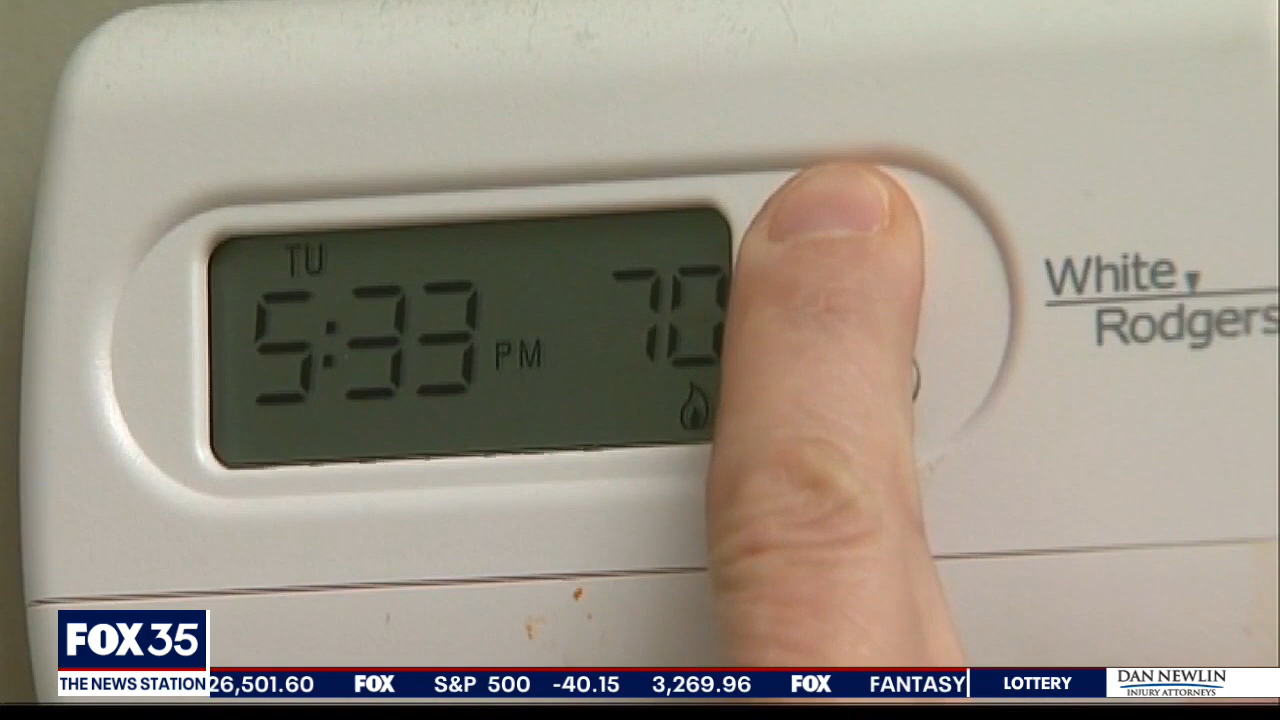 TU
5:33 PM 70
White
Rodgers
FOX 35
THE NEWS STATION
26,501.60 FOX S&P 500 -40.15 3,269.96 FOX FANTASY LOTTERY
DAN NEWLIN
INJURY ATTORNEYS